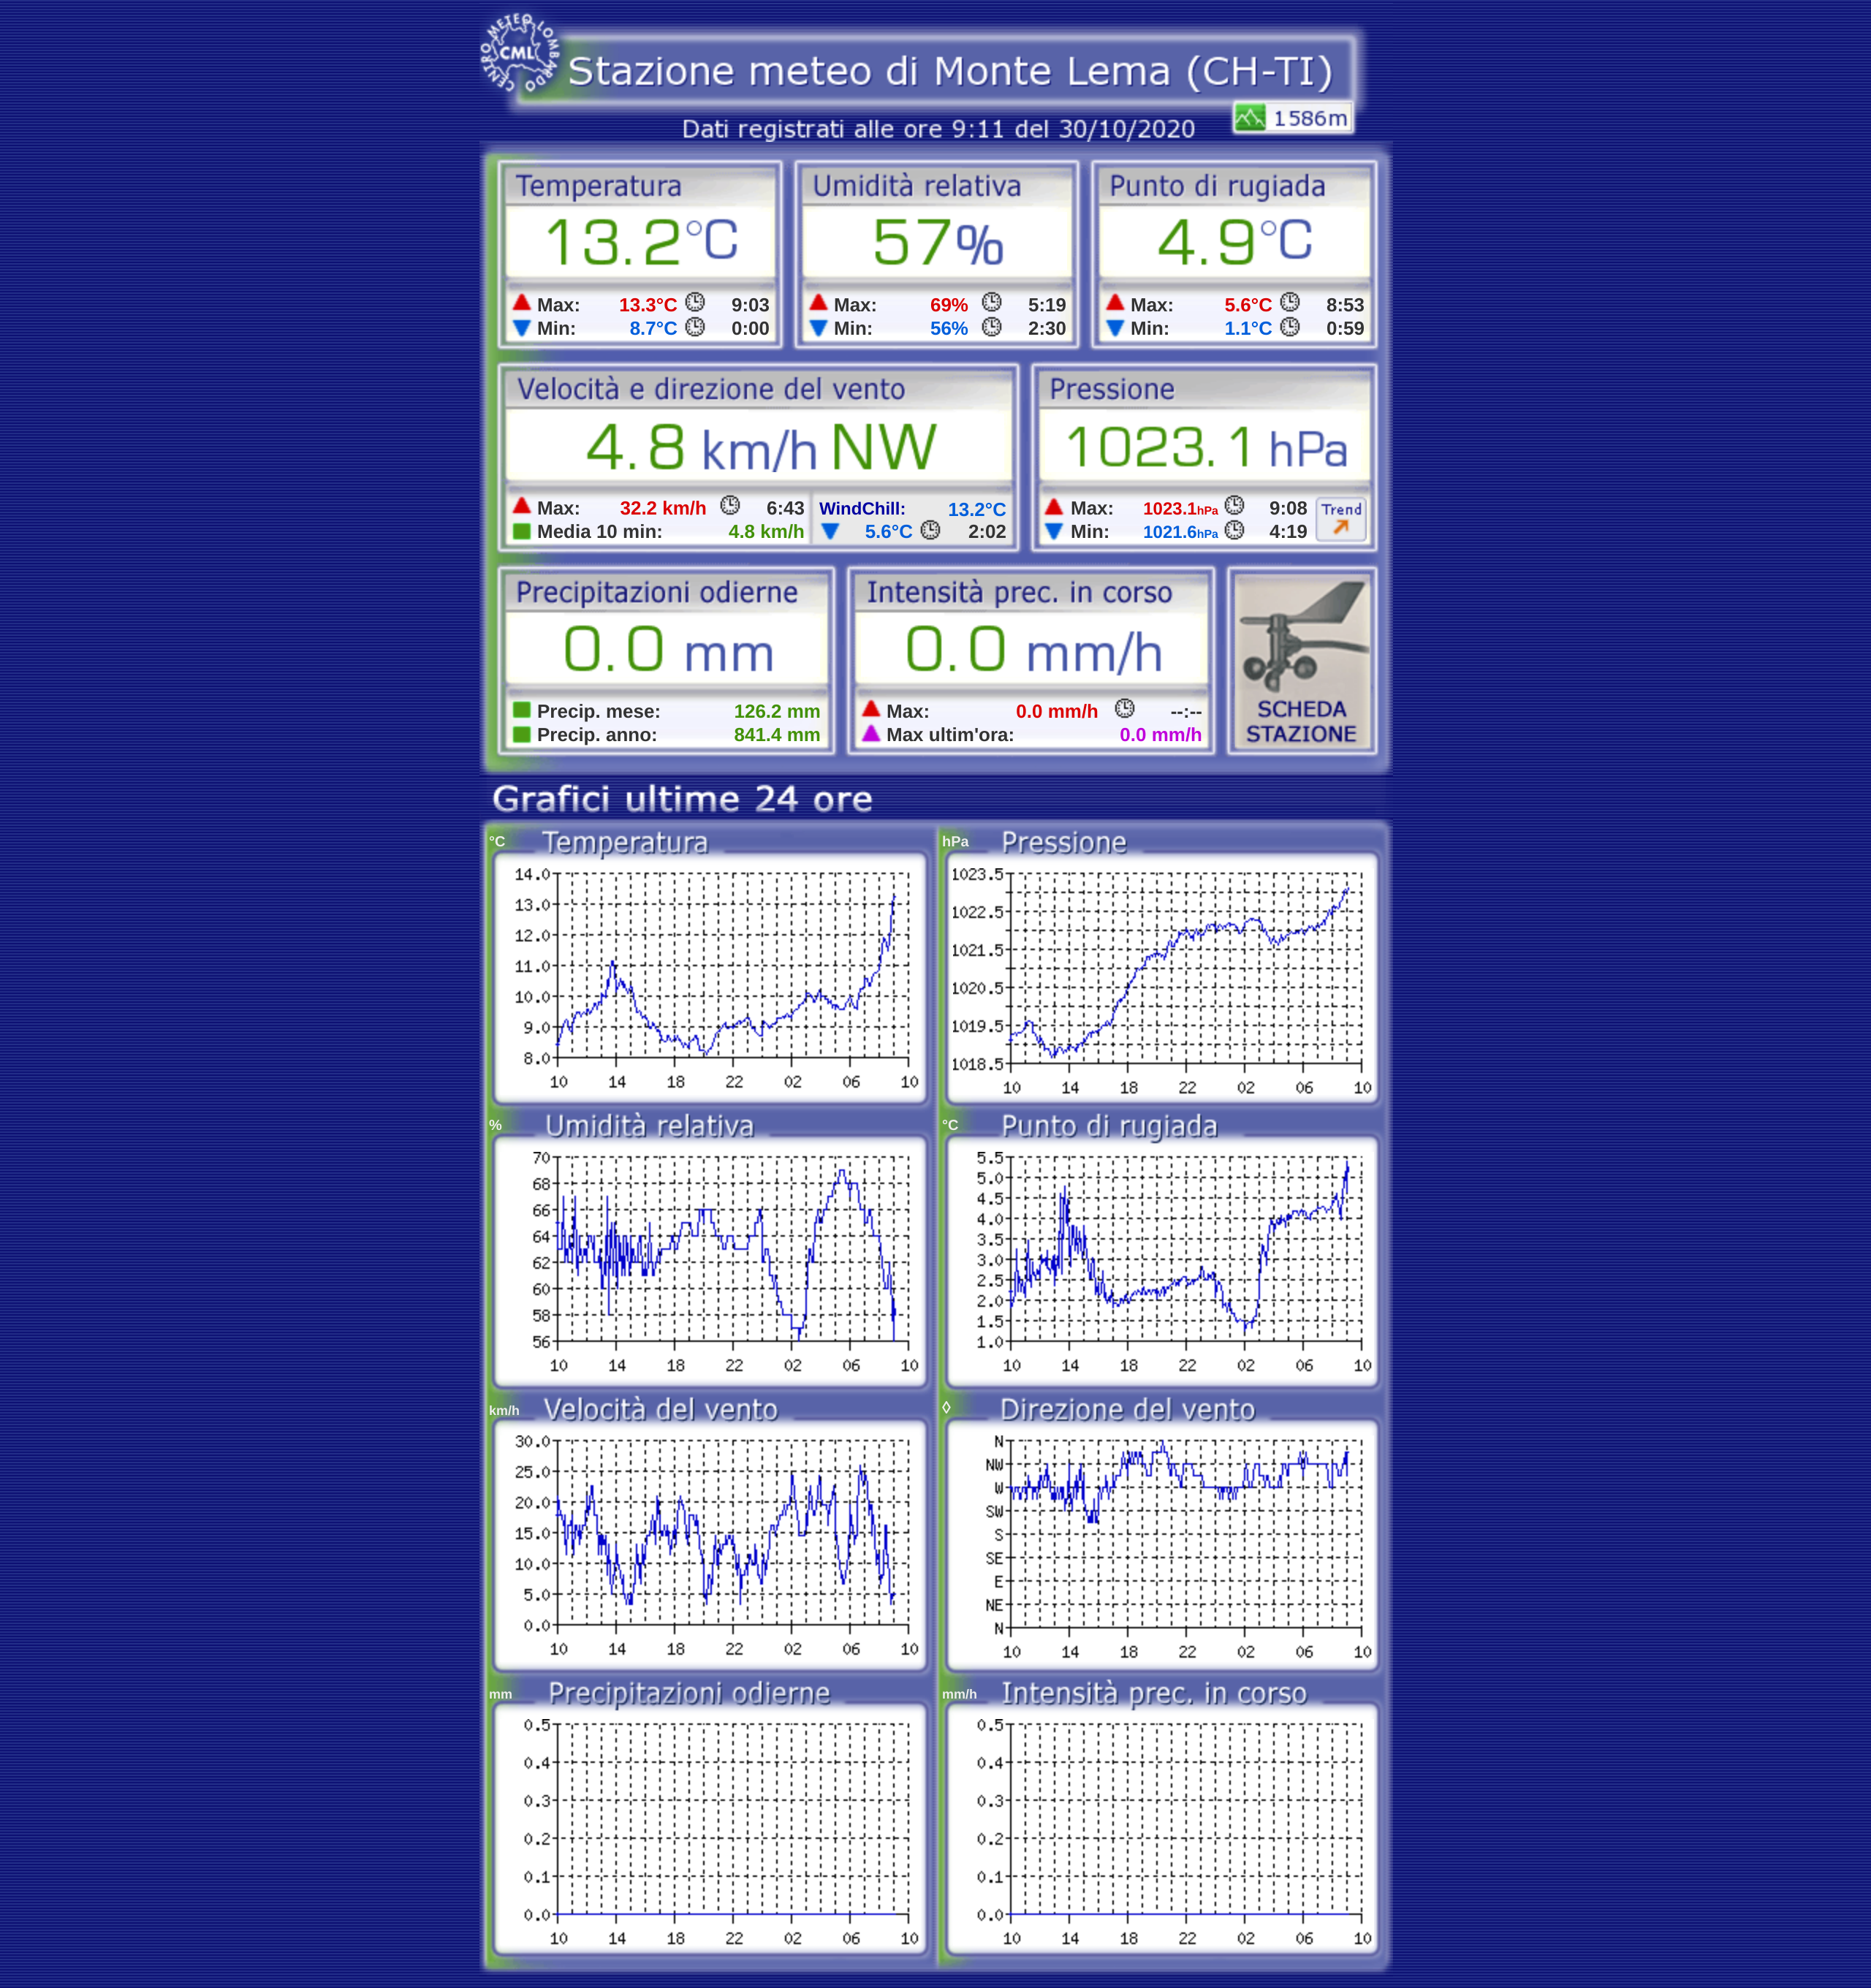 CENTRO METEO LOMBARDO
CML
Stazione meteo di Monte Lema (CH-TI)
1586m
Dati registrati alle ore 9:11 del 30/10/2020
Temperatura
13.2°C
Max: 13.3°C 9:03
Min: 8.7°C 0:00
Umidità relativa
57%
Max: 69% 5:19
Min: 56% 2:30
Punto di rugiada
4.9°C
Max: 5.6°C 8:53
Min: 1.1°C 0:59
Velocità e direzione del vento
4.8 km/h NW
Max: 32.2 km/h 6:43
Media 10 min: 4.8 km/h
WindChill: 13.2°C
5.6°C 2:02
Pressione
1023.1 hPa
Max: 1023.1hPa 9:08
Min: 1021.6hPa 4:19
Trend
Precipitazioni odierne
0.0 mm
Precip. mese: 126.2 mm
Precip. anno: 841.4 mm
Intensità prec. in corso
0.0 mm/h
Max: 0.0 mm/h --:--
Max ultim'ora: 0.0 mm/h
SCHEDA
STAZIONE
Grafici ultime 24 ore
°C Temperatura
14.0
13.0
12.0
11.0
10.0
9.0
8.0
10 14 18 22 02 06 10
hPa Pressione
1023.5
1022.5
1021.5
1020.5
1019.5
1018.5
10 14 18 22 02 06 10
% Umidità relativa
70
68
66
64
62
60
58
56
10 14 18 22 02 06 10
°C Punto di rugiada
5.5
5.0
4.5
4.0
3.5
3.0
2.5
2.0
1.5
1.0
10 14 18 22 02 06 10
km/h Velocità del vento
30.0
25.0
20.0
15.0
10.0
5.0
0.0
10 14 18 22 02 06 10
◊ Direzione del vento
N
NW
W
SW
S
SE
E
NE
N
10 14 18 22 02 06 10
mm Precipitazioni odierne
0.5
0.4
0.3
0.2
0.1
0.0
10 14 18 22 02 06 10
mm/h Intensità prec. in corso
0.5
0.4
0.3
0.2
0.1
0.0
10 14 18 22 02 06 10